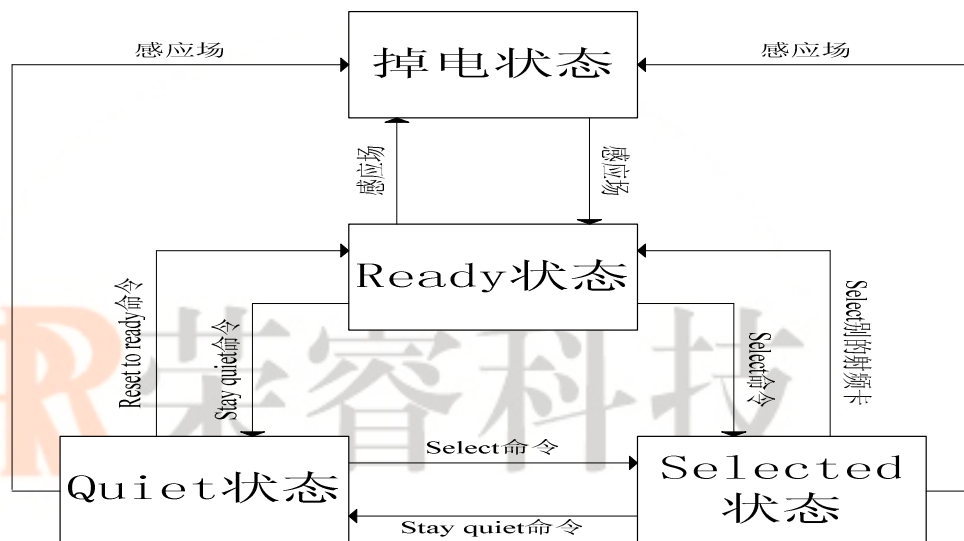 感应场
感应场
掉电状态
感应场
感应场
Ready状态
Reset to ready命令
Stay quiet命令
Select命令
Select别的射频卡
荣睿科技
Select命令
Quiet状态
Selected
状态
Stay quiet命令